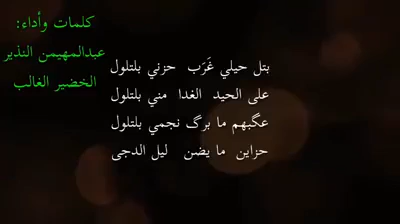 كلمات وأداء:
عبدالمهيمن النذير
الخضير الغالب
بتل حيلي غَرَب حزني بلتلول
على الحيد الغدا مني بلتلول
عگبهم ما برگ نجمي بلتلول
حزاين ما يضن ليل الدجى